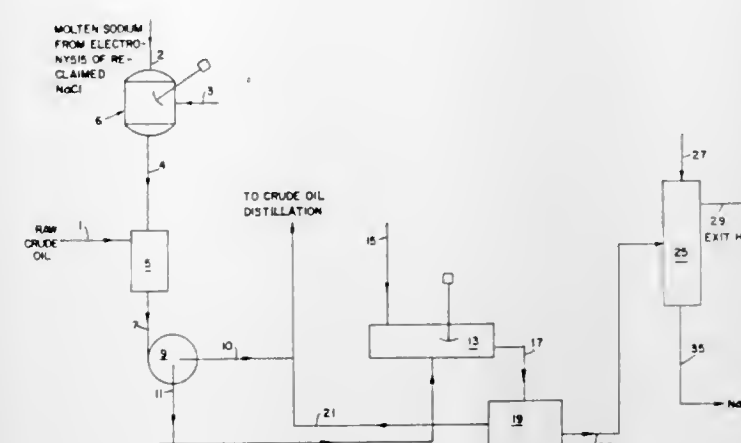 MOLTEN SODIUM
FROM ELECTRO-
NYSIS OF RE-
CLAIMED
NaCl
2
3
6
4
TO CRUDE OIL
DISTILLATION
27
RAW
CRUDE
OIL
1
5
15
29
EXIT H
25
7
9
10
13
17
35
11
21
19
Na